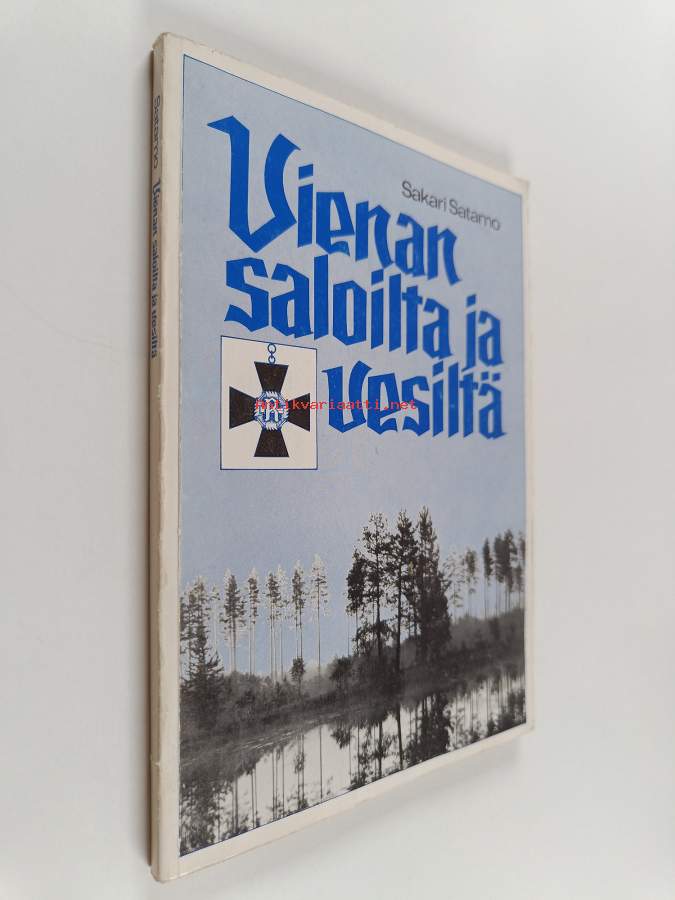 Satamo Vienan saloilta ja vesiltä
Sakari Satamo
Vienan
saloilta ja
vesiltä
Antikvariaatti.net